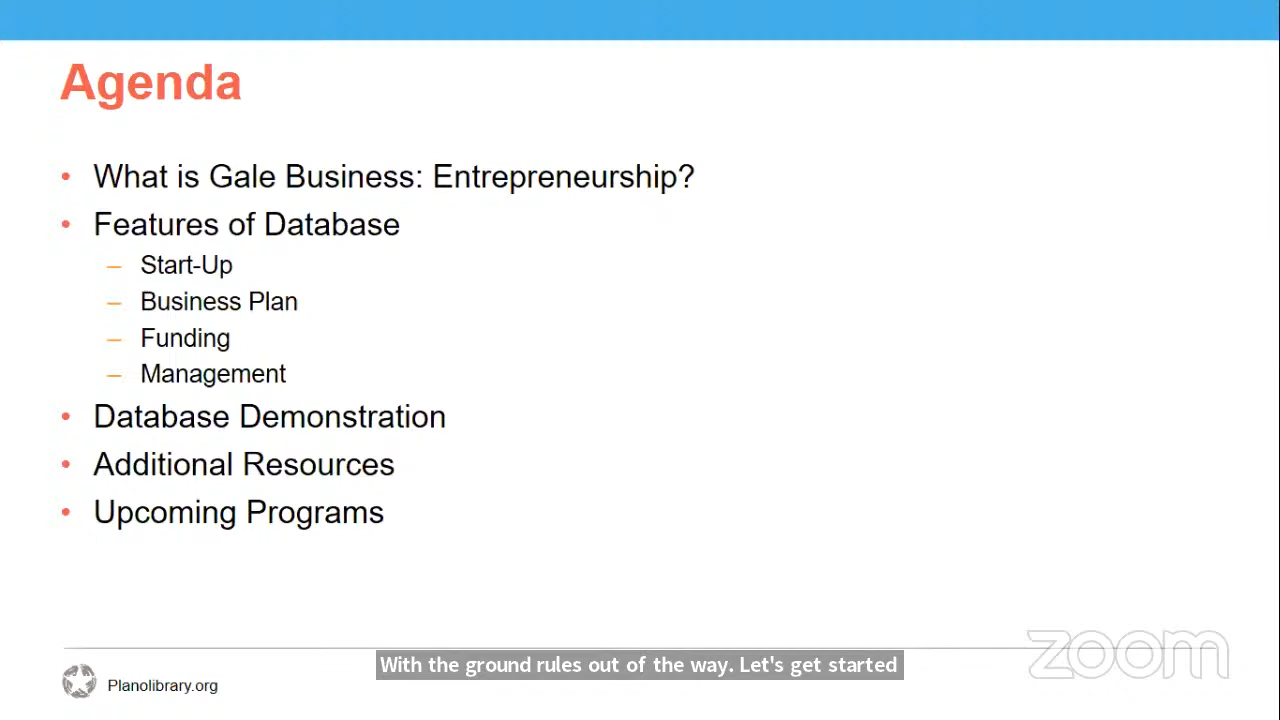 Agenda
• What is Gale Business: Entrepreneurship?
• Features of Database
– Start-Up
– Business Plan
– Funding
– Management
• Database Demonstration
• Additional Resources
• Upcoming Programs
zoom
With the ground rules out of the way. Let's get started
Planolibrary.org